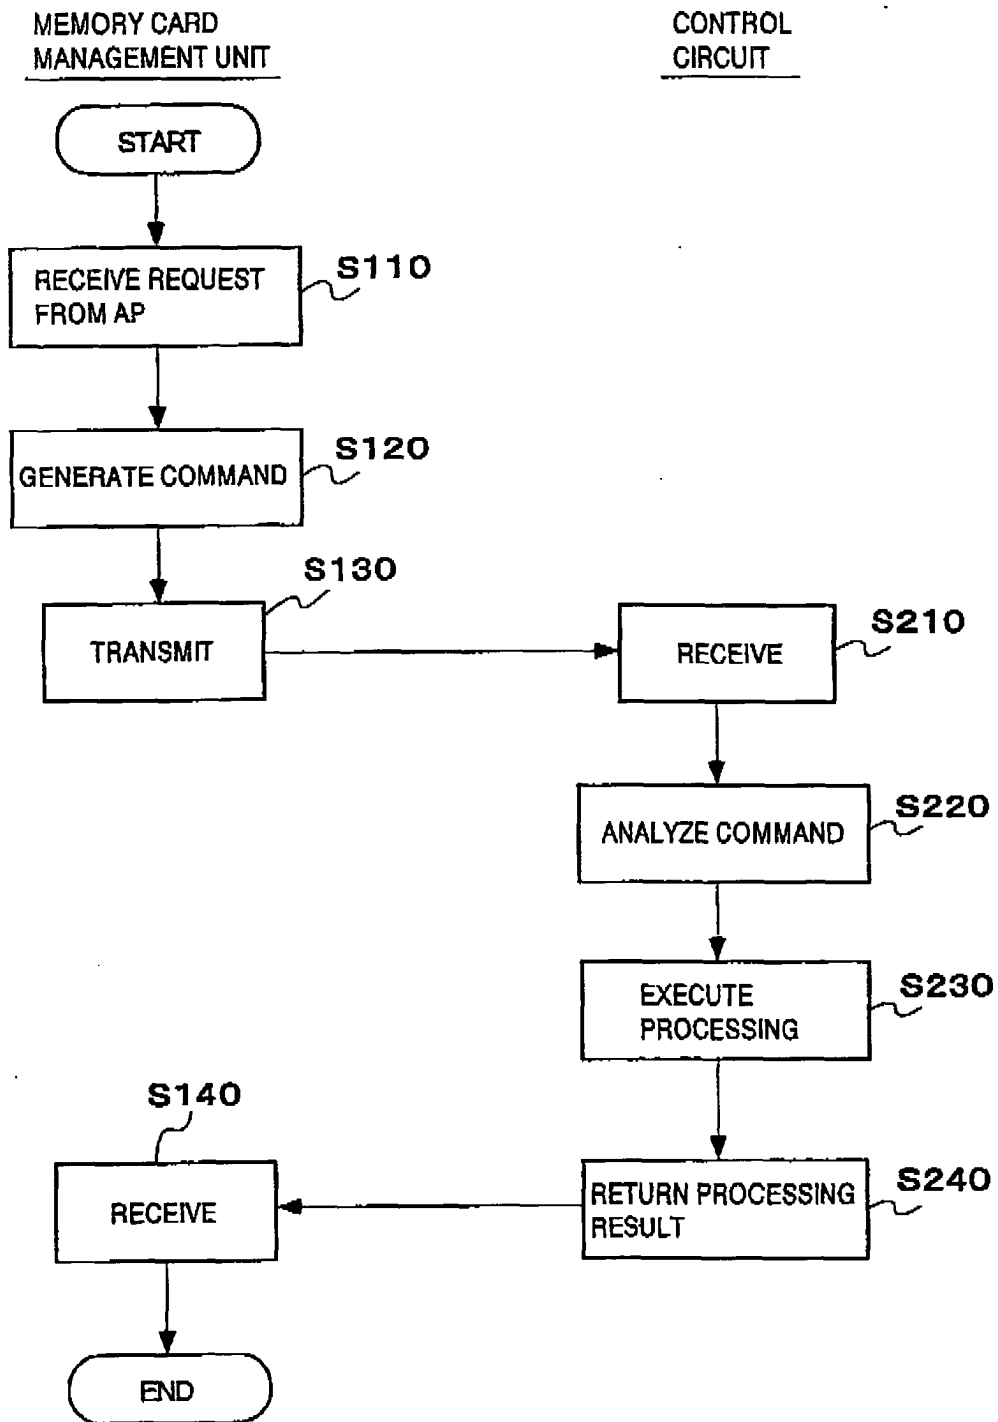 MEMORY CARD
MANAGEMENT UNIT
CONTROL
CIRCUIT
START
S110
RECEIVE REQUEST
FROM AP
S120
GENERATE COMMAND
S130
TRANSMIT
S210
RECEIVE
S220
ANALYZE COMMAND
S230
EXECUTE
PROCESSING
S140
RECEIVE
S240
RETURN PROCESSING
RESULT
END